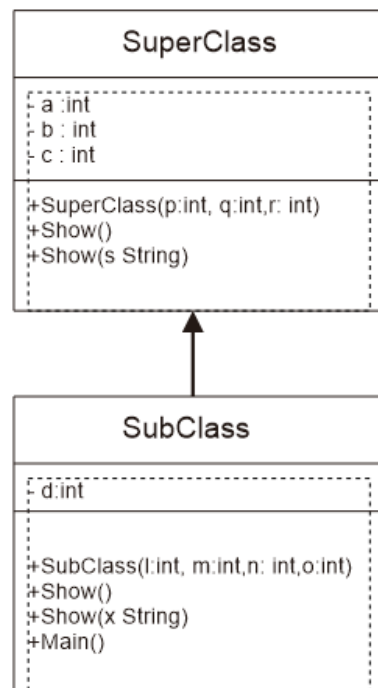 SuperClass
- a :int
- b : int
- c : int
+SuperClass(p:int, q:int,r: int)
+Show()
+Show(s String)
SubClass
- d:int
+SubClass(l:int, m:int,n: int,o:int)
+Show()
+Show(x String)
+Main()